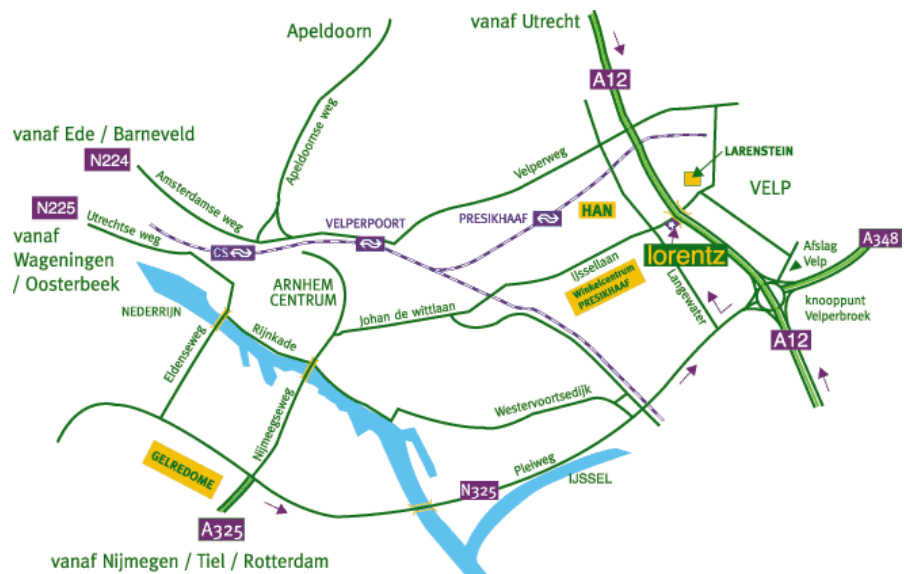 vanaf Utrecht
Apeldoorn
A12
vanaf Ede / Barneveld
N224
Apeldoornse weg
Amsterdamse weg
Velperweg
LARENSTEIN
VELP
N225
Utrechtse weg
vanaf
Wageningen
/ Oosterbeek
CS
VELPERPOORT
PRESIKHAAF
HAN
lorentz
Afslag
Velp
A348
ARNHEM
CENTRUM
IJssellaan
Winkelcentrum
PRESIKHAAF
Langewater
knooppunt
Velperbroek
NEDERRIJN
Rijnkade
Johan de wittlaan
A12
Eldenseweg
Nijmeegseweg
Westervoortsedijk
GELREDOME
Pleiweg
N325
IJSSEL
A325
vanaf Nijmegen / Tiel / Rotterdam